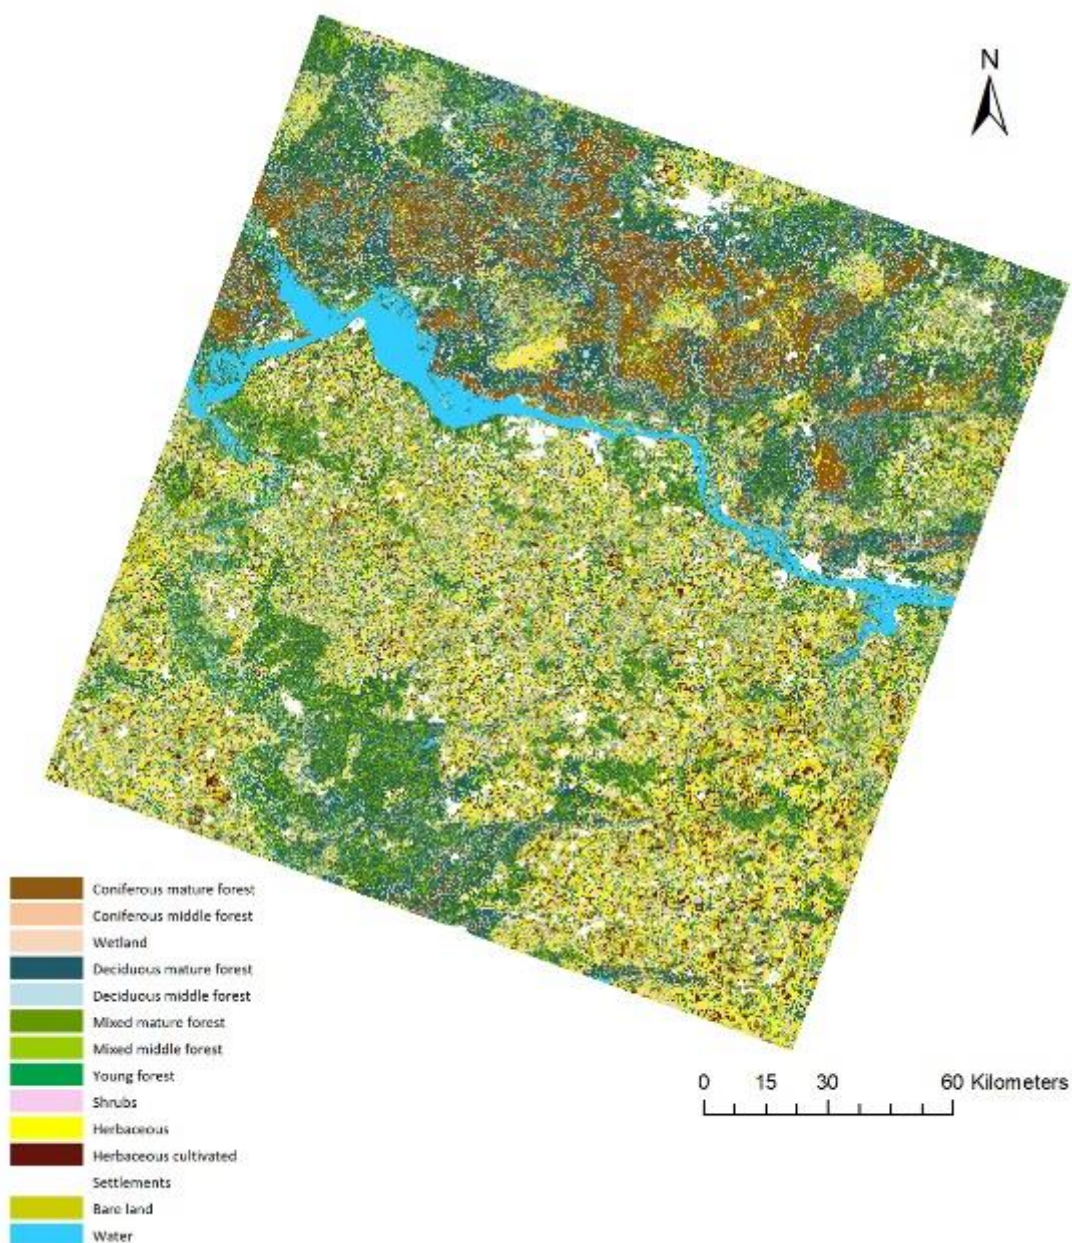 N
Coniferous mature forest
Coniferous middle forest
Wetland
Deciduous mature forest
Deciduous middle forest
Mixed mature forest
Mixed middle forest
Young forest
Shrubs
Herbaceous
Herbaceous cultivated
Settlements
Bare land
Water
0 15 30 60 Kilometers